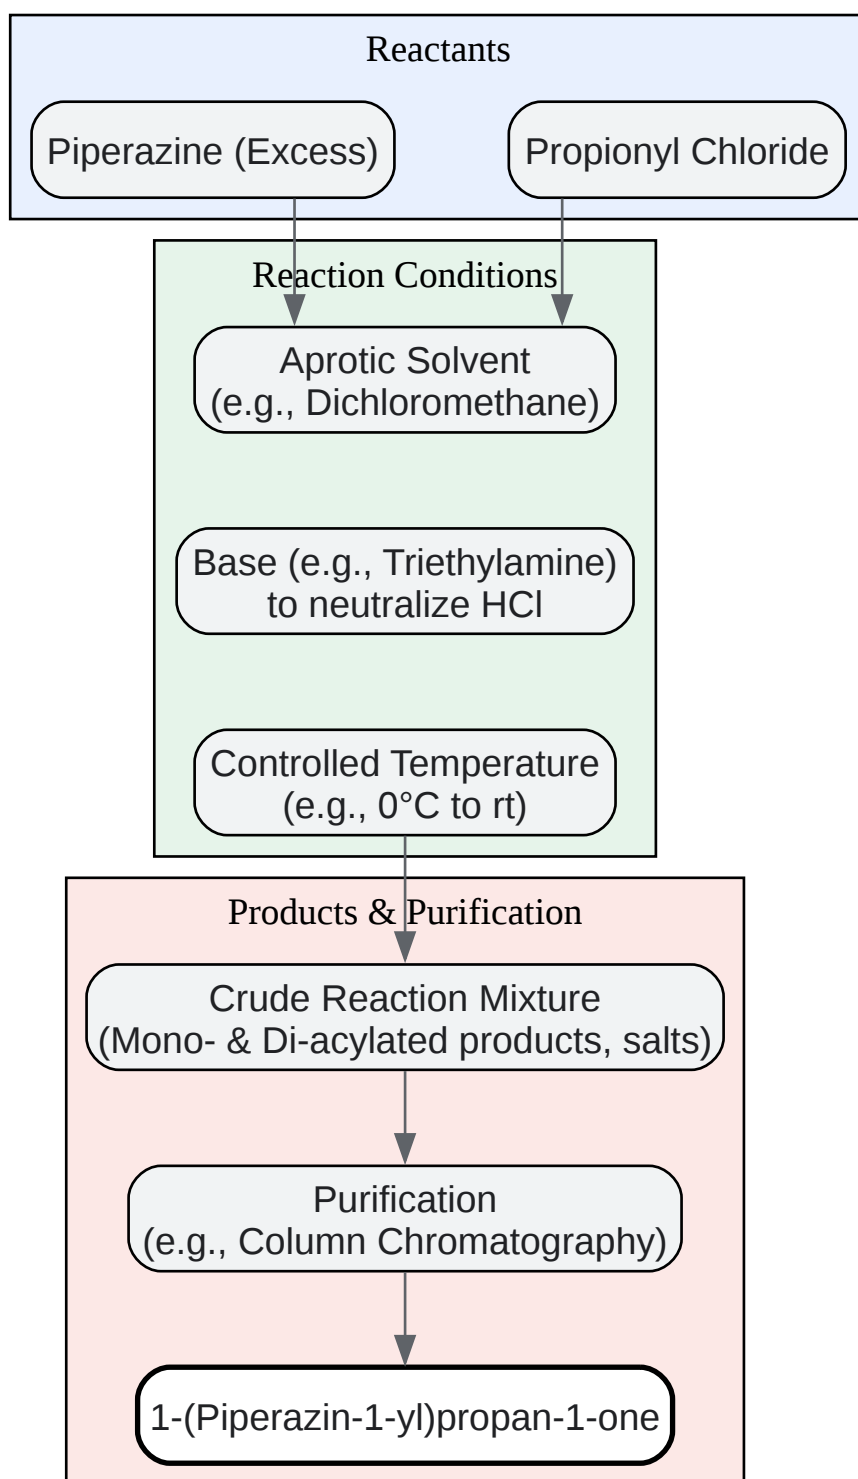 Reactants
Piperazine (Excess)
Propionyl Chloride
Reaction Conditions
Aprotic Solvent
(e.g., Dichloromethane)
Base (e.g., Triethylamine)
to neutralize HCl
Controlled Temperature
(e.g., 0°C to rt)
Products & Purification
Crude Reaction Mixture
(Mono- & Di-acylated products, salts)
Purification
(e.g., Column Chromatography)
1-(Piperazin-1-yl)propan-1-one